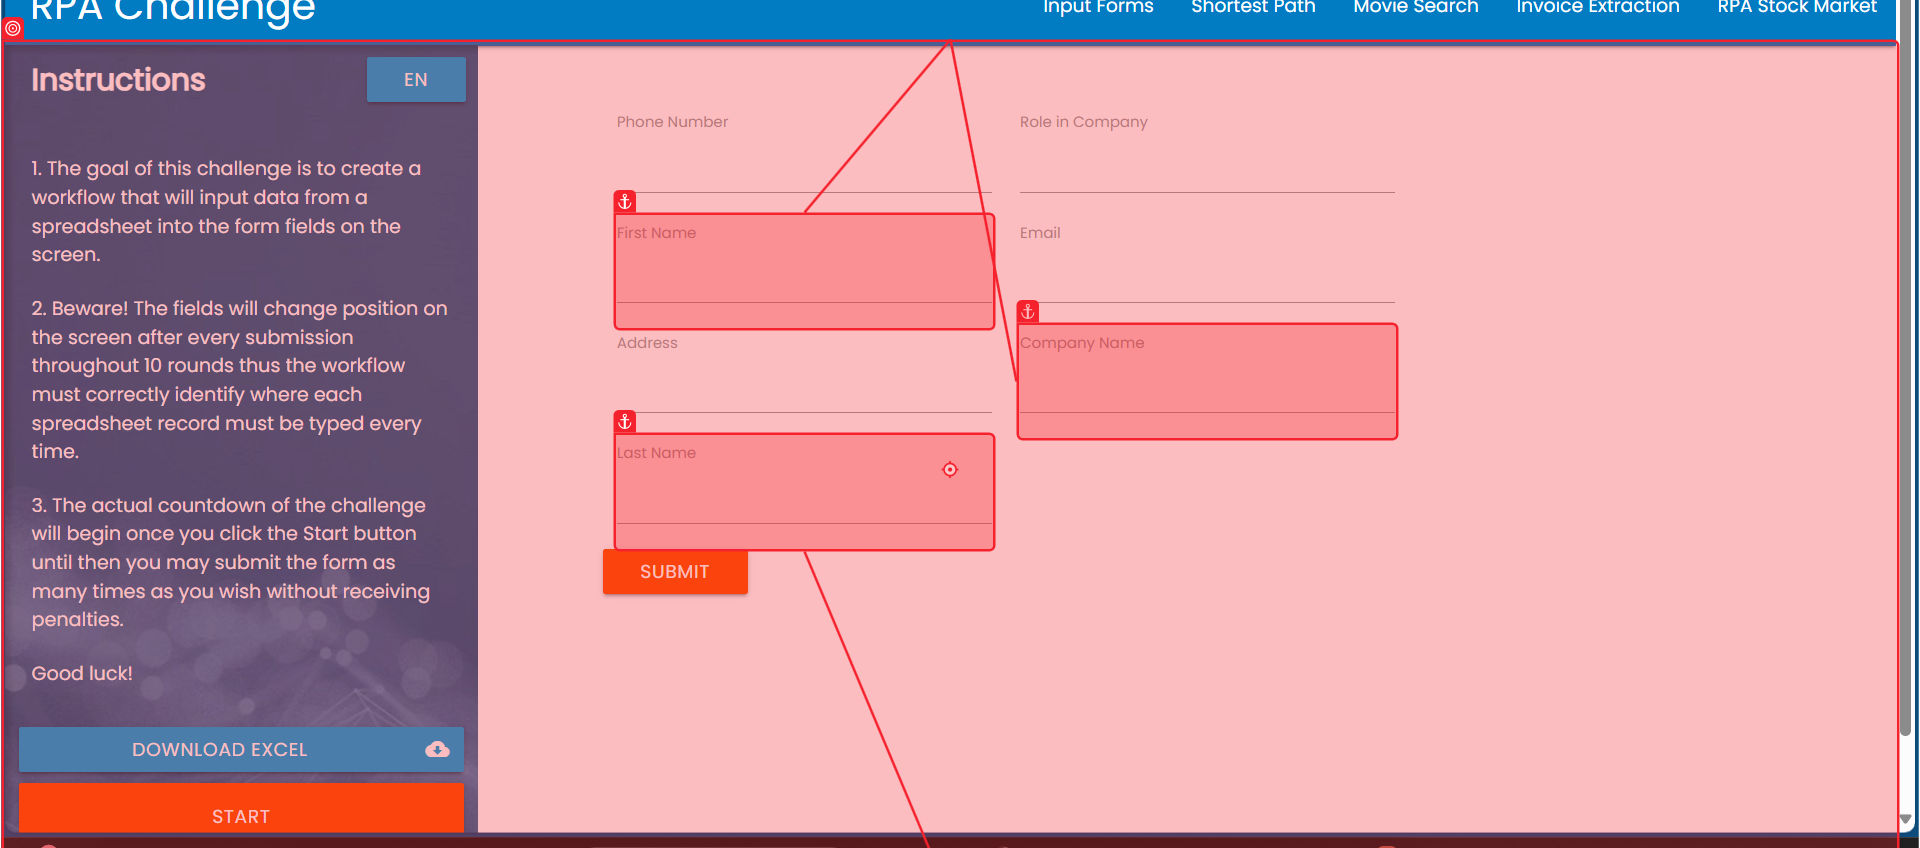 RPA Challenge
Input Forms
Shortest Path
Movie Search
Invoice Extraction
RPA Stock Market
Instructions
EN
1. The goal of this challenge is to create a
workflow that will input data from a
spreadsheet into the form fields on the
screen.
2. Beware! The fields will change position on
the screen after every submission
throughout 10 rounds thus the workflow
must correctly identify where each
spreadsheet record must be typed every
time.
3. The actual countdown of the challenge
will begin once you click the Start button
until then you may submit the form as
many times as you wish without receiving
penalties.
Good luck!
DOWNLOAD EXCEL
START
Phone Number
Role in Company
First Name
Email
Address
Company Name
Last Name
SUBMIT